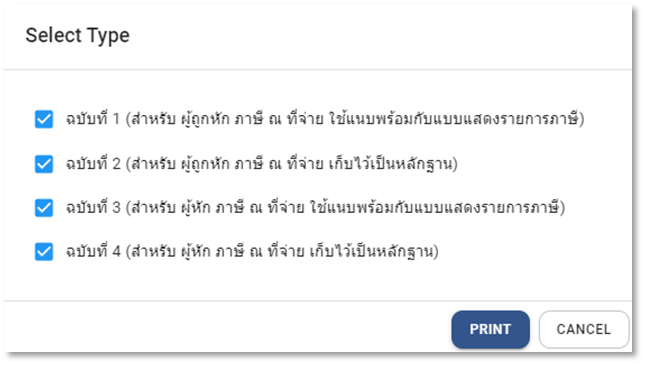 Select Type
ฉบับที่ 1 (สำหรับ ผู้ถูกหัก ภาษี ณ ที่จ่าย ใช้แนบพร้อมกับแบบแสดงรายการภาษี)
ฉบับที่ 2 (สำหรับ ผู้ถูกหัก ภาษี ณ ที่จ่าย เก็บไว้เป็นหลักฐาน)
ฉบับที่ 3 (สำหรับ ผู้หัก ภาษี ณ ที่จ่าย ใช้แนบพร้อมกับแบบแสดงรายการภาษี)
ฉบับที่ 4 (สำหรับ ผู้หัก ภาษี ณ ที่จ่าย เก็บไว้เป็นหลักฐาน)
PRINT CANCEL